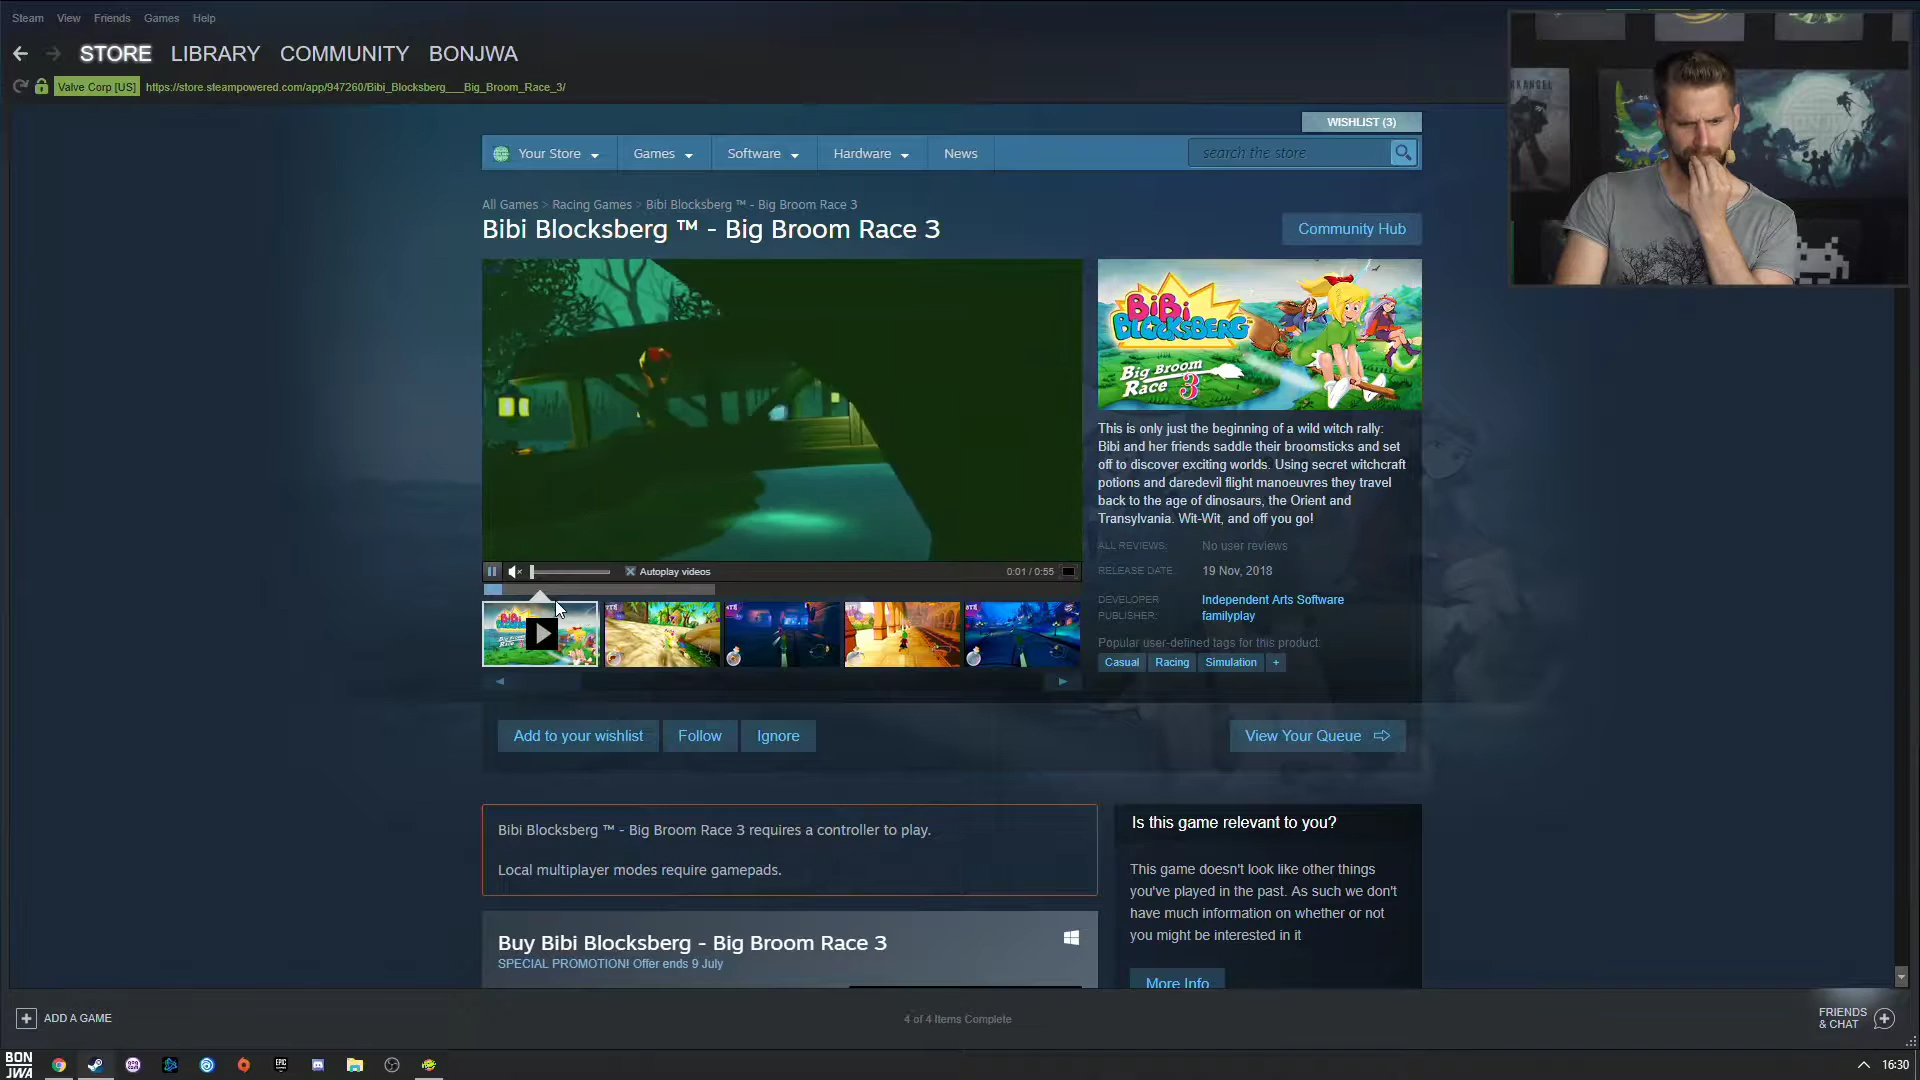 Steam View Friends Games Help
STORE LIBRARY COMMUNITY BONJWA
Valve Corp [US] https://store.steampowered.com/app/947260/Bibi_Blocksberg___Big_Broom_Race_3/
WISHLIST (3)
Your Store Games Software Hardware News search the store
All Games > Racing Games > Bibi Blocksberg ™ - Big Broom Race 3
Bibi Blocksberg ™ - Big Broom Race 3
Community Hub
BiBi
BLOCKSBERG
Big Broom
Race 3
This is only just the beginning of a wild witch rally:
Bibi and her friends saddle their broomsticks and set
off to discover exciting worlds. Using secret witchcraft
potions and daredevil flight manoeuvres they travel
back to the age of dinosaurs, the Orient and
Transylvania. Wit-Wit, and off you go!
ALL REVIEWS: No user reviews
RELEASE DATE: 19 Nov, 2018
DEVELOPER: Independent Arts Software
PUBLISHER: familyplay
Popular user-defined tags for this product:
Casual Racing Simulation +
Autoplay videos 0:01 / 0:55
Add to your wishlist Follow Ignore View Your Queue
Bibi Blocksberg ™ - Big Broom Race 3 requires a controller to play.
Local multiplayer modes require gamepads.
Is this game relevant to you?
This game doesn't look like other things
you've played in the past. As such we don't
have much information on whether or not
you might be interested in it
More Info
Buy Bibi Blocksberg - Big Broom Race 3
SPECIAL PROMOTION! Offer ends 9 July
ADD A GAME
4 of 4 Items Complete
FRIENDS
& CHAT
BON
JWA
EPIC
16:30